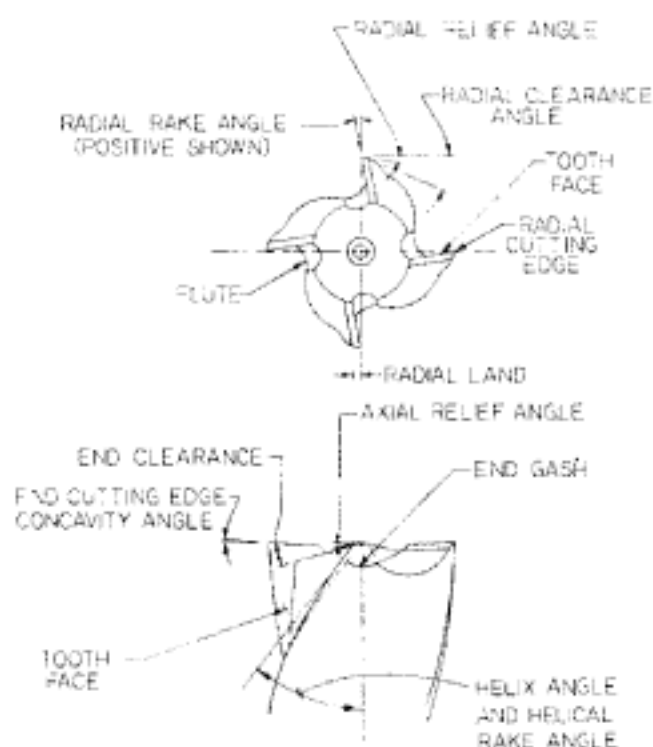 RADIAL RELIEF ANGLE
RADIAL CLEARANCE
ANGLE
RADIAL RAKE ANGLE
(POSITIVE SHOWN)
TOOTH
FACE
RADIAL
CUTTING
EDGE
FLUTE
RADIAL LAND
AXIAL RELIEF ANGLE
END CLEARANCE
END GASH
END CUTTING EDGE
CONCAVITY ANGLE
TOOTH
FACE
HELIX ANGLE
AND HELICAL
RAKE ANGLE